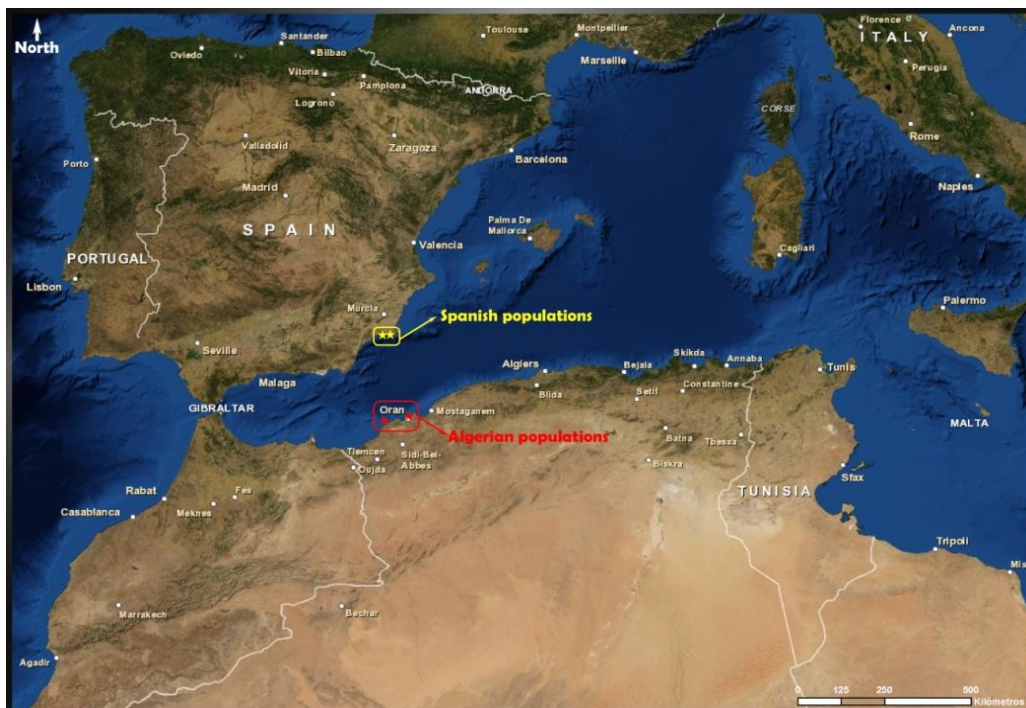 North
Santander
Oviedo
Bilbao
Toulouse
Montpellier
Florence
Ancona
ITALY
Marseille
Perugia
Vitoria
Pamplona
ANDORRA
Logrono
CORSE
Rome
Valladolid
Zaragoza
Barcelona
Porto
Madrid
Naples
SPAIN
Palma De
Mallorca
Valencia
PORTUGAL
Cagliari
Lisbon
Murcia
Palermo
Spanish populations
Seville
Malaga
Algiers
Bejaia
Skikda
Annaba
Tunis
Blida
Setif
Constantine
GIBRALTAR
Oran
Mostaganem
MALTA
Algerian populations
Batna
Tbessa
Tlemcen
Sidi-Bel-
Abbes
Oujda
Biskra
Sfax
Rabat
Fes
TUNISIA
Meknes
Casablanca
Tripoli
Mis
Marrakech
Bechar
Agadir
0 125 250 500
Kilómetros